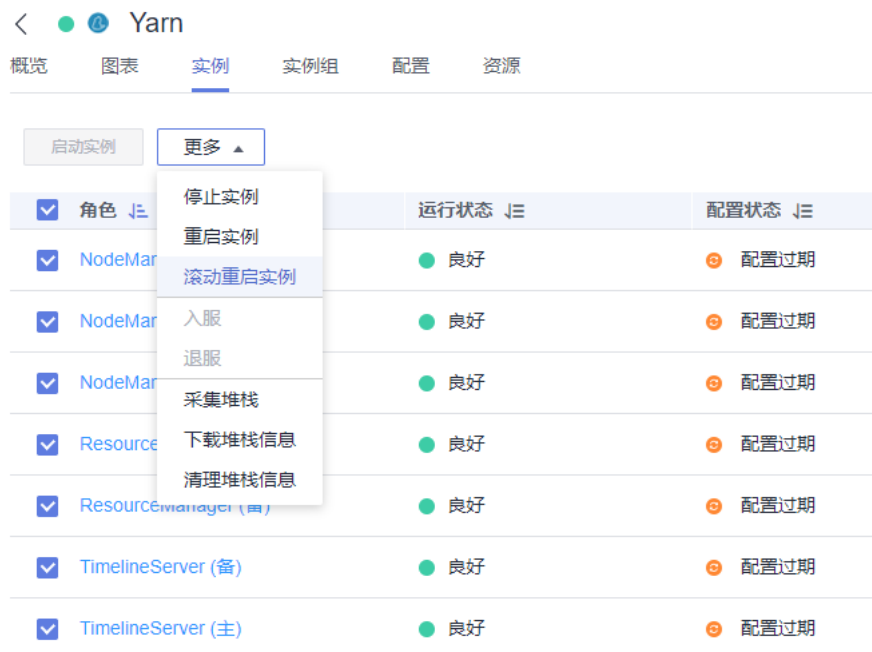 Yarn
概览 图表 实例 实例组 配置 资源
启动实例 更多
停止实例
角色 运行状态 配置状态
重启实例
NodeMa 良好 配置过期
滚动重启实例
入服
NodeMa 良好 配置过期
退服
NodeMa 良好 配置过期
采集堆栈
下载堆栈信息
Resource 良好 配置过期
清理堆栈信息
ResourceManager (备) 良好 配置过期
TimelineServer (备) 良好 配置过期
TimelineServer (主) 良好 配置过期